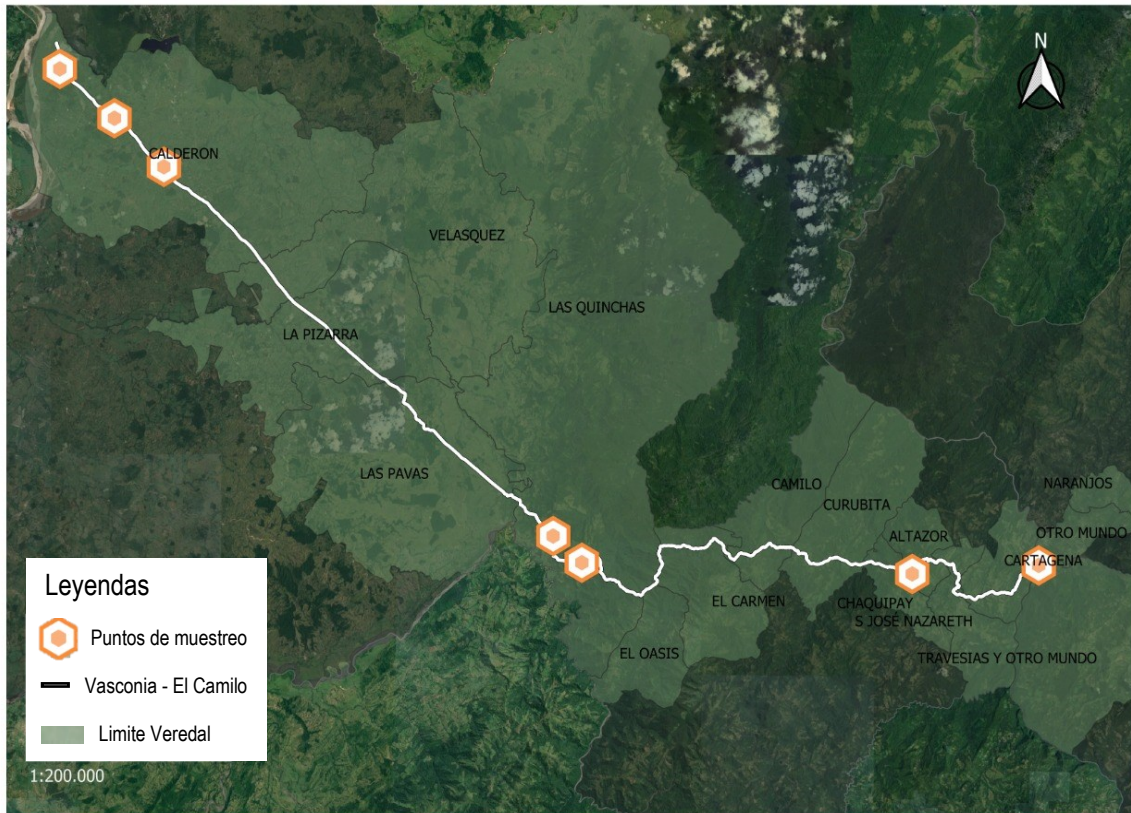 N
CALDERON
VELASQUEZ
LAS QUINCHAS
LA PIZARRA
LAS PAVAS
CAMILO
NARANJOS
CURUBITA
ALTAZOR
OTRO MUNDO
CARTAGENA
EL CARMEN
CHAQUIPAY
S JOSÉ NAZARETH
EL OASIS
TRAVESIAS Y OTRO MUNDO
Leyendas
Puntos de muestreo
Vasconia - El Camilo
Limite Veredal
1:200.000